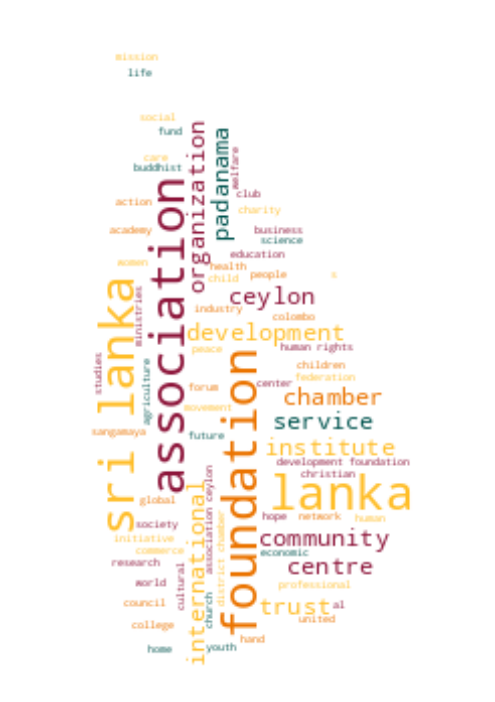 mission
life
social
fund
care
buddhist
organization
padanama
welfare
association
club
action
charity
academy
business
science
education
women
health
child
people
s
sri lanka
ministries
ceylon
industry
colombo
development
peace
human rights
studies
agriculture
foundation
children
federation
forum
center
chamber
movement
service
sangamaya
future
institute
development foundation
christian
association ceylon
lanka
international
global
district chamber
hope
network
human
society
initiative
community
commerce
economic
research
centre
world
cultural
professional
council
church
trust
al
college
united
hand
home
youth